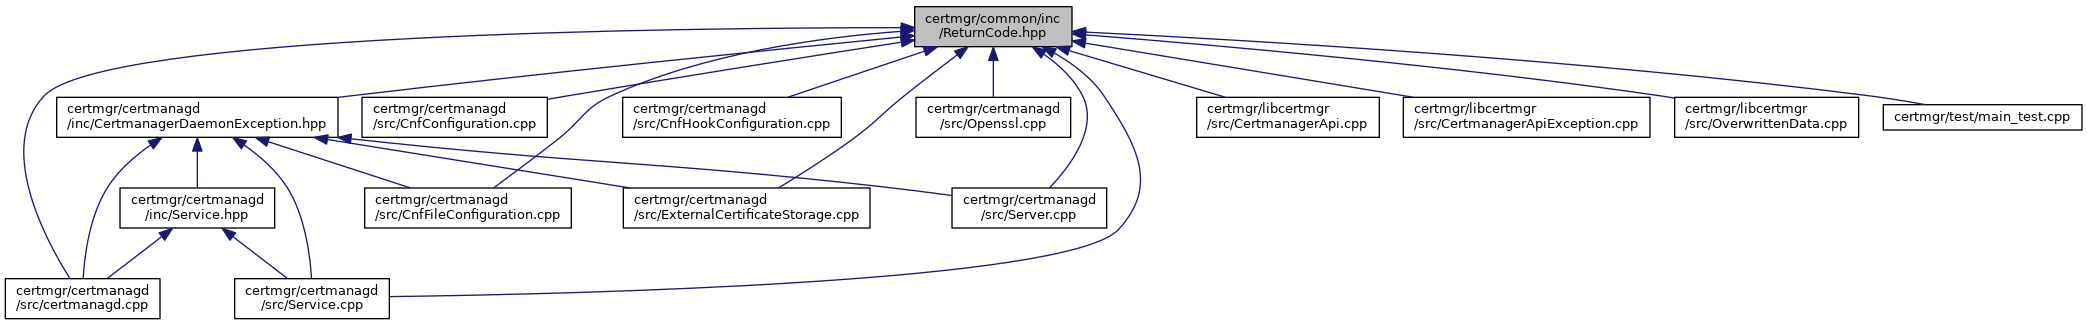 certmgr/common/inc
/ReturnCode.hpp
certmgr/certmanagd
/inc/CertmanagerDaemonException.hpp
certmgr/certmanagd
/src/CnfConfiguration.cpp
certmgr/certmanagd
/src/CnfHookConfiguration.cpp
certmgr/certmanagd
/src/Openssl.cpp
certmgr/libcertmgr
/src/CertmanagerApi.cpp
certmgr/libcertmgr
/src/CertmanagerApiException.cpp
certmgr/libcertmgr
/src/OverwrittenData.cpp
certmgr/test/main_test.cpp
certmgr/certmanagd
/inc/Service.hpp
certmgr/certmanagd
/src/CnfFileConfiguration.cpp
certmgr/certmanagd
/src/ExternalCertificateStorage.cpp
certmgr/certmanagd
/src/Server.cpp
certmgr/certmanagd
/src/certmanagd.cpp
certmgr/certmanagd
/src/Service.cpp